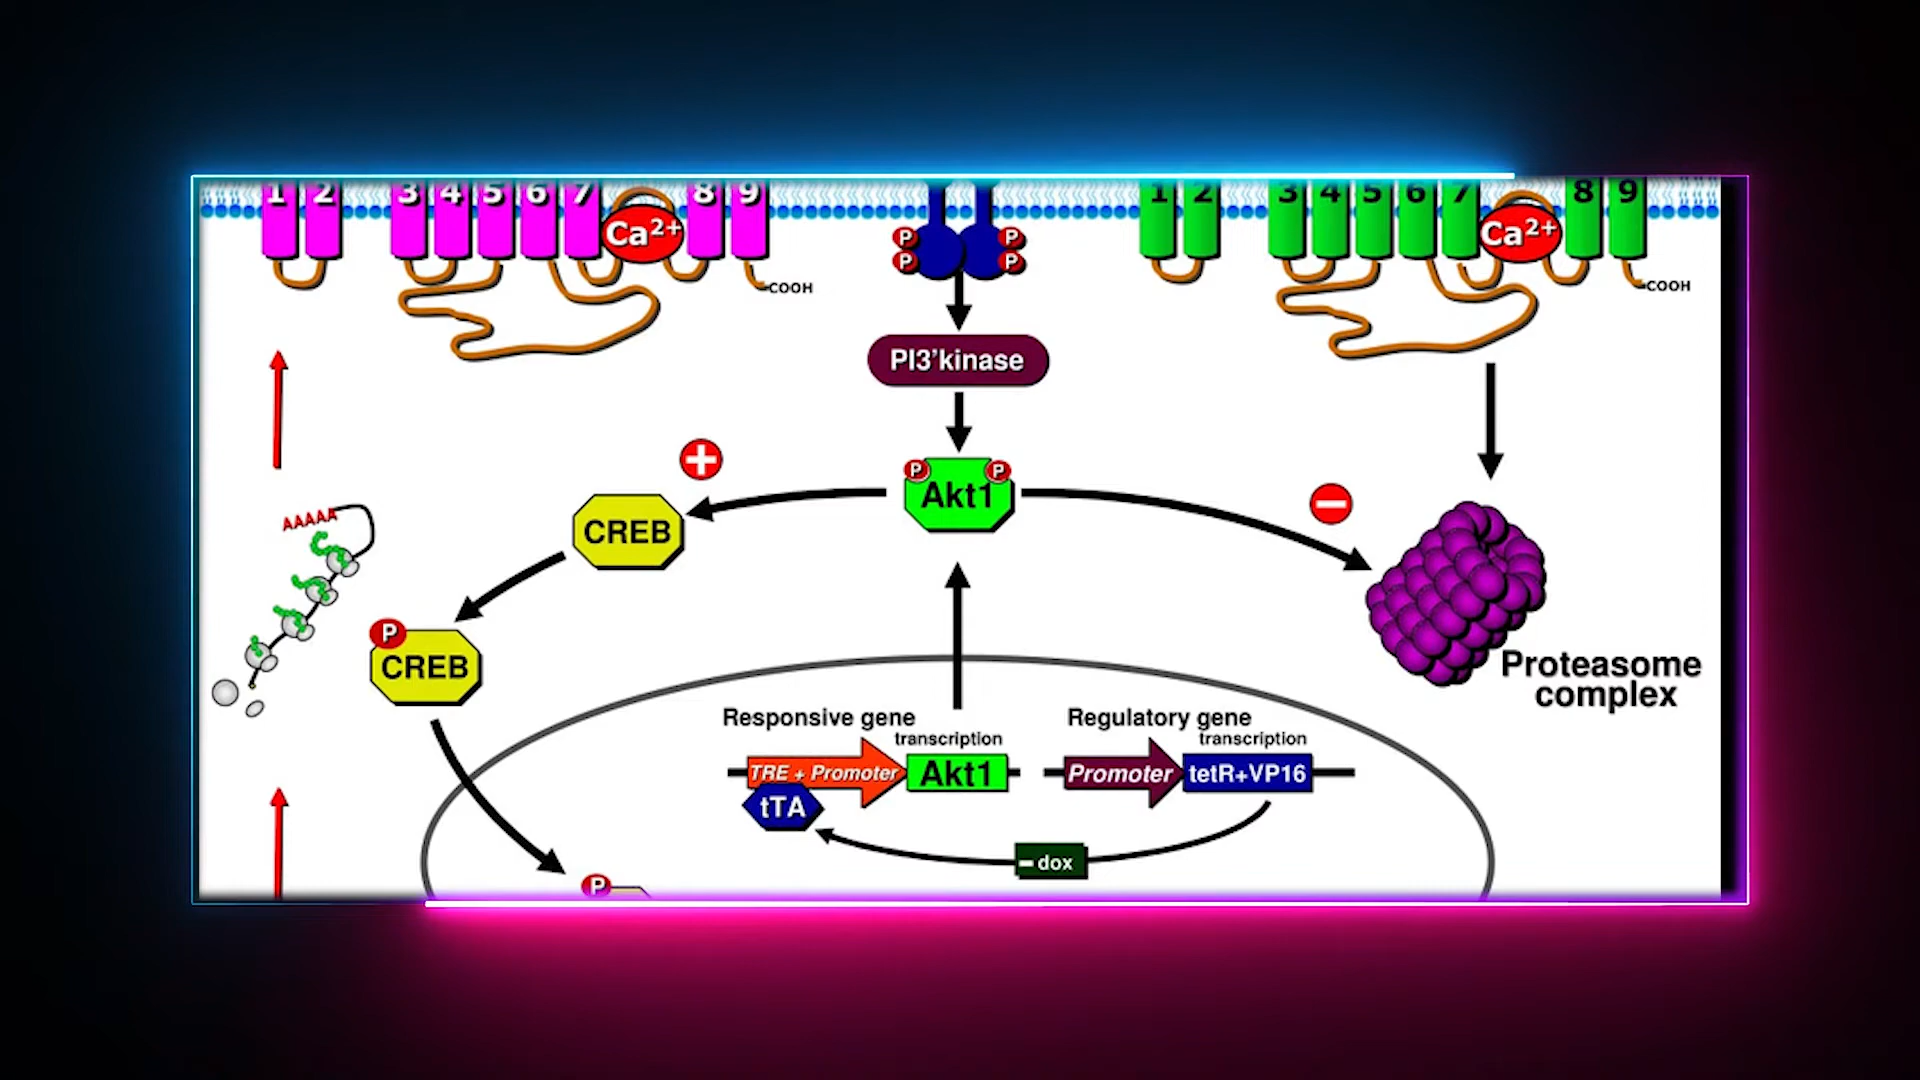 1 2 3 4 5 6 7 8 9
1 2 3 4 5 6 7 8 9
Ca²⁺
Ca²⁺
P P
P P
COOH
COOH
PI3'kinase
P P
Akt1
+
−
AAAAA
CREB
P
CREB
Proteasome
complex
Responsive gene
transcription
TRE + Promoter
Akt1
tTA
Regulatory gene
transcription
Promoter
tetR+VP16
− dox
P